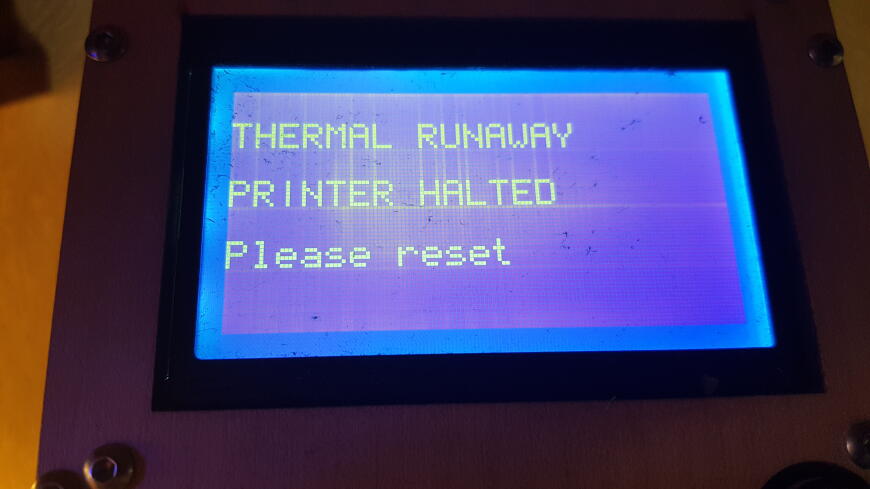 THERMAL RUNAWAY
PRINTER HALTED
Please reset